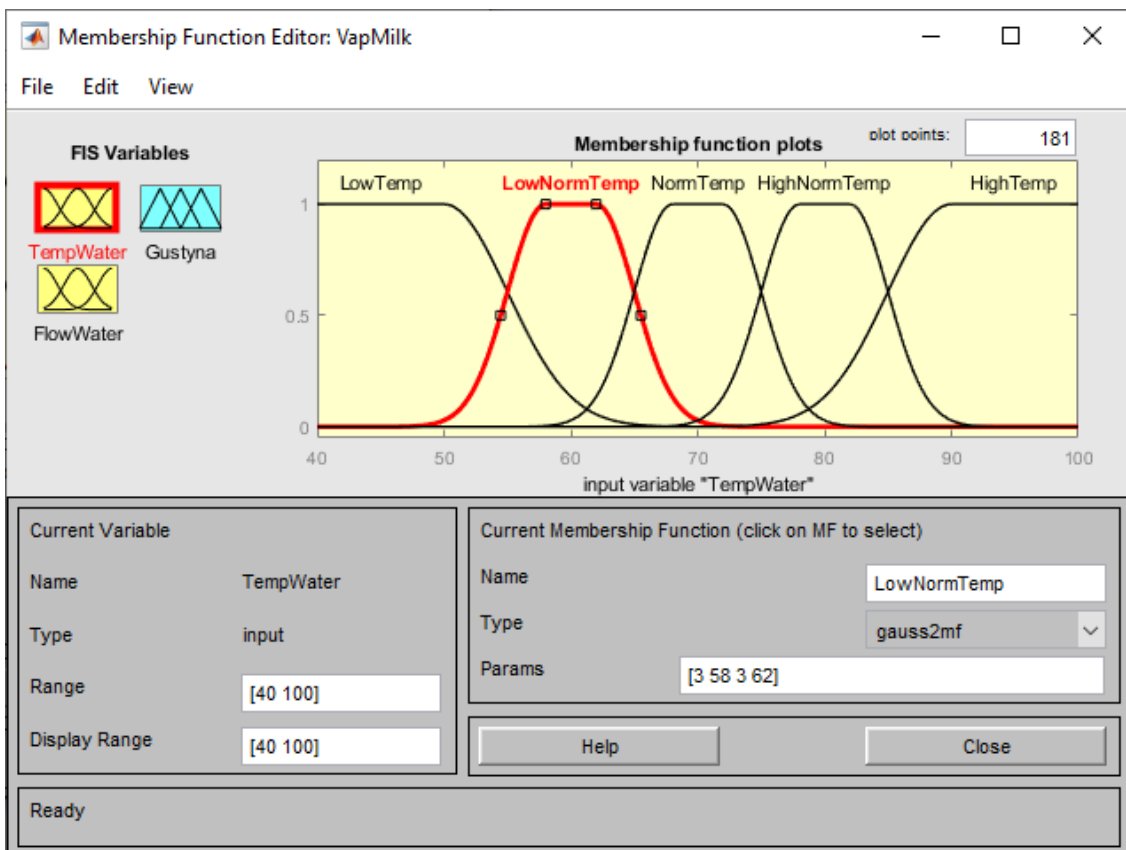 Membership Function Editor: VapMilk
File Edit View
FIS Variables
TempWater
Gustyna
FlowWater
Membership function plots
plot points:
181
LowTemp LowNormTemp NormTemp HighNormTemp HighTemp
1
0.5
0
40 50 60 70 80 90 100
input variable "TempWater"
Current Variable
Name TempWater
Type input
Range [40 100]
Display Range [40 100]
Current Membership Function (click on MF to select)
Name LowNormTemp
Type gauss2mf
Params [3 58 3 62]
Help Close
Ready